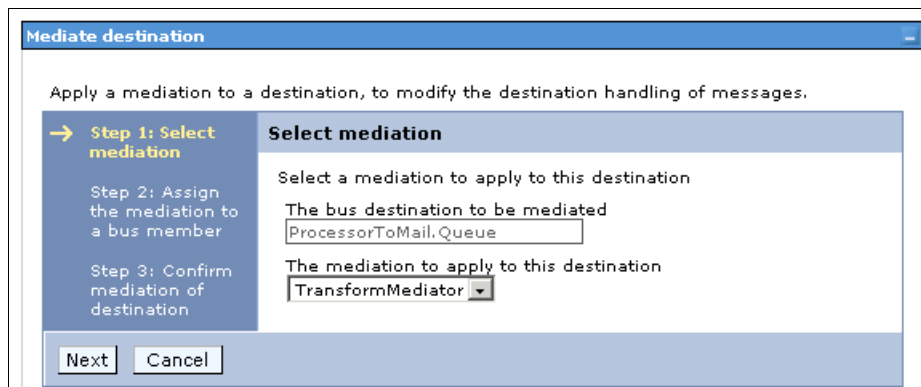 Mediate destination
Apply a mediation to a destination, to modify the destination handling of messages.
Step 1: Select
mediation
Step 2: Assign
the mediation to
a bus member
Step 3: Confirm
mediation of
destination
Select mediation
Select a mediation to apply to this destination
The bus destination to be mediated
ProcessorToMail.Queue
The mediation to apply to this destination
TransformMediator
Next Cancel